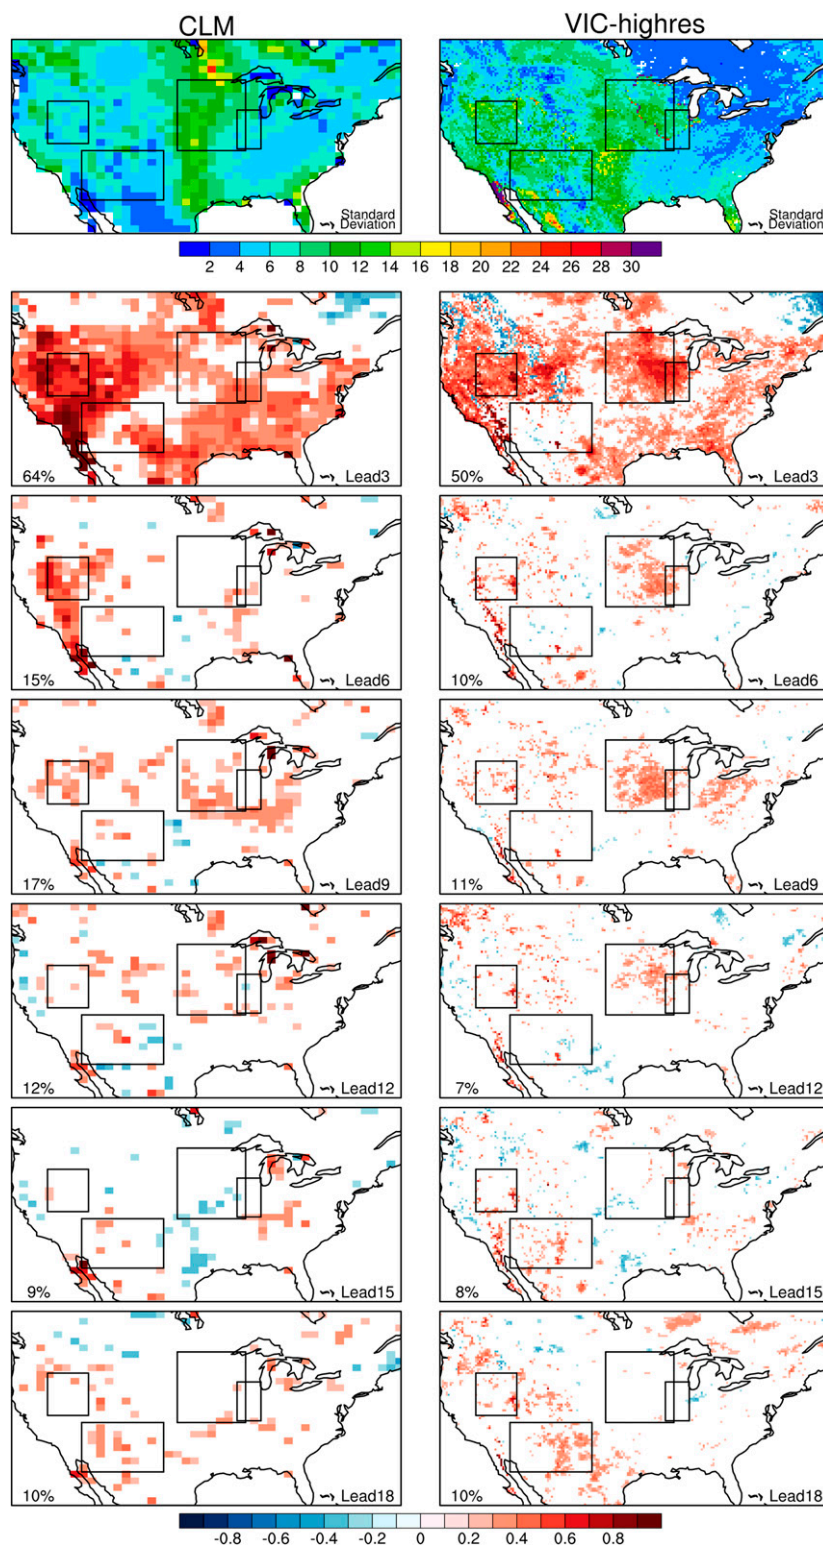 CLM
VIC-highres
Standard
Deviation
Standard
Deviation
2 4 6 8 10 12 14 16 18 20 22 24 26 28 30
64%
Lead3
50%
Lead3
15%
Lead6
10%
Lead6
17%
Lead9
11%
Lead9
12%
Lead12
7%
Lead12
9%
Lead15
8%
Lead15
10%
Lead18
10%
Lead18
-0.8 -0.6 -0.4 -0.2 0 0.2 0.4 0.6 0.8